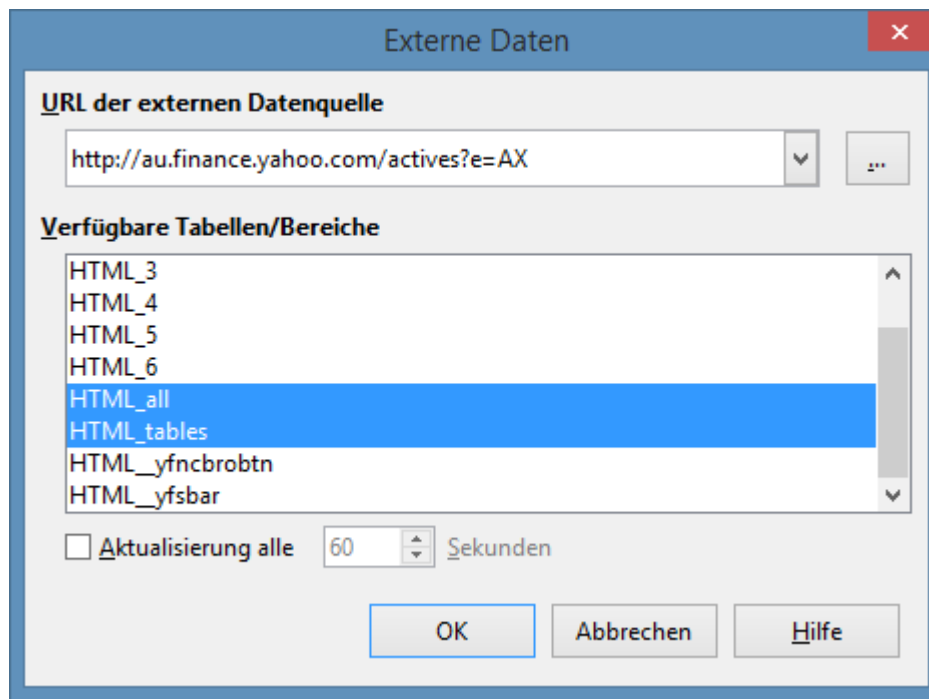 Externe Daten
URL der externen Datenquelle
http://au.finance.yahoo.com/actives?e=AX
...
Verfügbare Tabellen/Bereiche
HTML_3
HTML_4
HTML_5
HTML_6
HTML_all
HTML_tables
HTML__yfncbrobtn
HTML__yfsbar
Aktualisierung alle 60 Sekunden
OK Abbrechen Hilfe